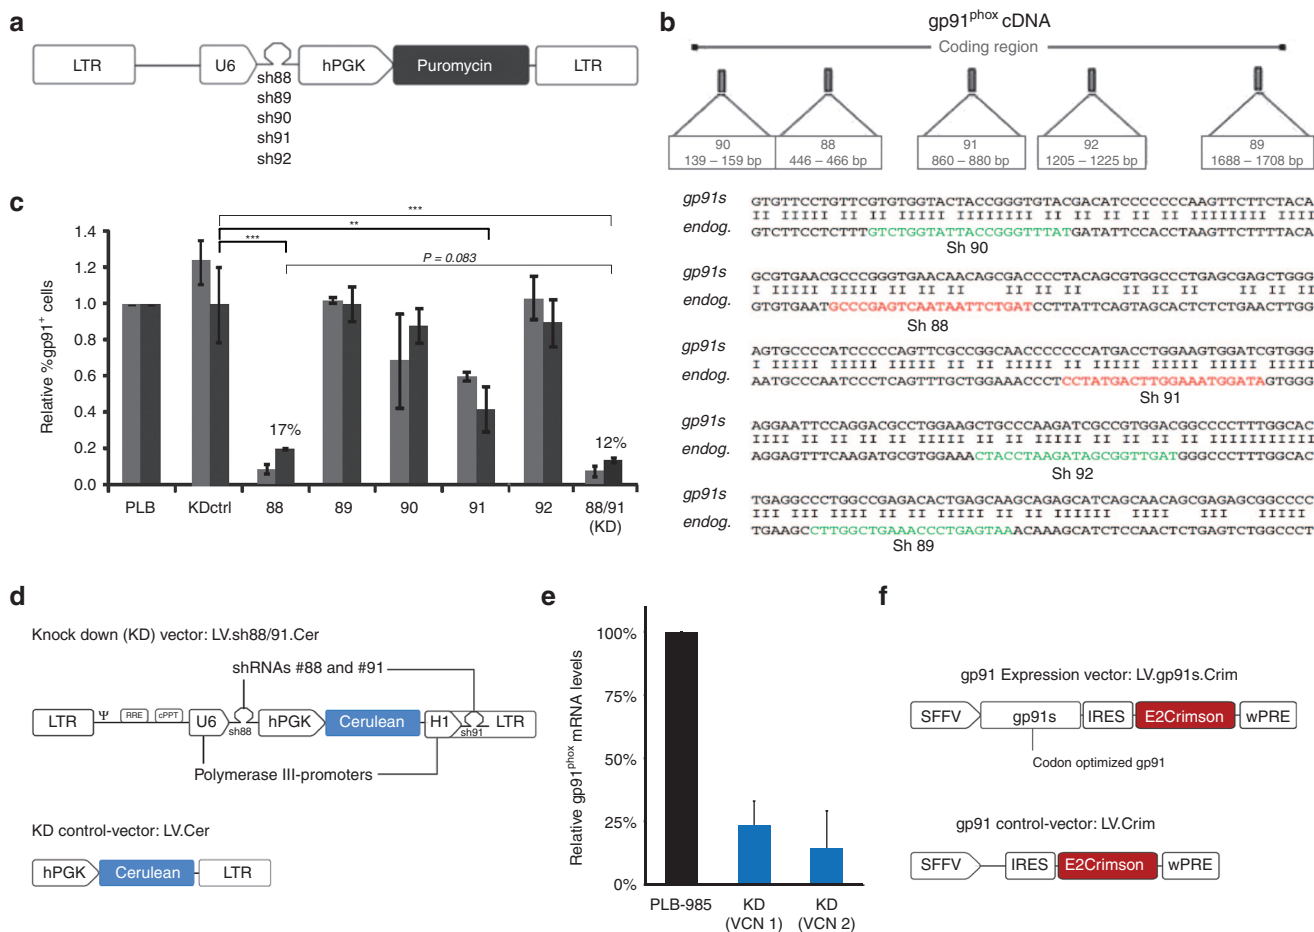 a
LTR
U6
hPGK
Puromycin
LTR
sh88
sh89
sh90
sh91
sh92
b
gp91phox cDNA
Coding region
90
139 – 159 bp
88
446 – 466 bp
91
860 – 880 bp
92
1205 – 1225 bp
89
1688 – 1708 bp
gp91s
GTGTTCCTGTTCGTGTGGTACTACCGGGTGTACGACATCCCCCCCAAGTTCTTCTACA
endog.
GTCTTCCTCTTTGTCTGGTATTACCGGGTTTATGATATTCCACCTAAGTTCTTTTACA
Sh 90
gp91s
GCGTGAACGCCCGGGTGAACAACAGCGACCCCTACAGCGTGGCCCTGAGCGAGCTGGG
endog.
GTGTGAATGCCCGAGTCAATAATTCTGATCCTTATTCAGTAGCACTCTCTGAACTTGG
Sh 88
gp91s
AGTGCCCCATCCCCCAGTTCGCCGGCAACCCCCCCATGACCTGGAAGTGGATCGTGGG
endog.
AATGCCCAATCCCTCAGTTTGCTGGAAACCCTCCTATGACTTGGAAATGGATAGTGGG
Sh 91
gp91s
AGGAATTCCAGGACGCCTGGAAGCTGCCCAAGATCGCCGTGGACGGCCCCTTTGGCAC
endog.
AGGAGTTTCAAGATGCGTGGAAACTACCTAAGATAGCGGTTGATGGGCCCTTTGGCAC
Sh 92
gp91s
TGAGGCCCTGGCCGAGACACTGAGCAAGCAGAGCATCAGCAACAGCGAGAGCGGCCCC
endog.
TGAAGCCTTGGCTGAAACCCTGAGTAAACAAAGCATCTCCAACTCTGAGTCTGGCCCT
Sh 89
c
Relative %gp91+ cells
1.4
1.2
1.0
0.8
0.6
0.4
0.2
0.0
***
**
***
P = 0.083
17%
12%
PLB
KDctrl
88
89
90
91
92
88/91
(KD)
d
Knock down (KD) vector: LV.sh88/91.Cer
shRNAs #88 and #91
LTR
Ψ
RRE
cPPT
U6
sh88
hPGK
Cerulean
H1
sh91
LTR
Polymerase III-promoters
KD control-vector: LV.Cer
hPGK
Cerulean
LTR
e
Relative gp91phox mRNA levels
100%
75%
50%
25%
0%
PLB-985
KD
(VCN 1)
KD
(VCN 2)
f
gp91 Expression vector: LV.gp91s.Crim
SFFV
gp91s
IRES
E2Crimson
wPRE
Codon optimized gp91
gp91 control-vector: LV.Crim
SFFV
IRES
E2Crimson
wPRE